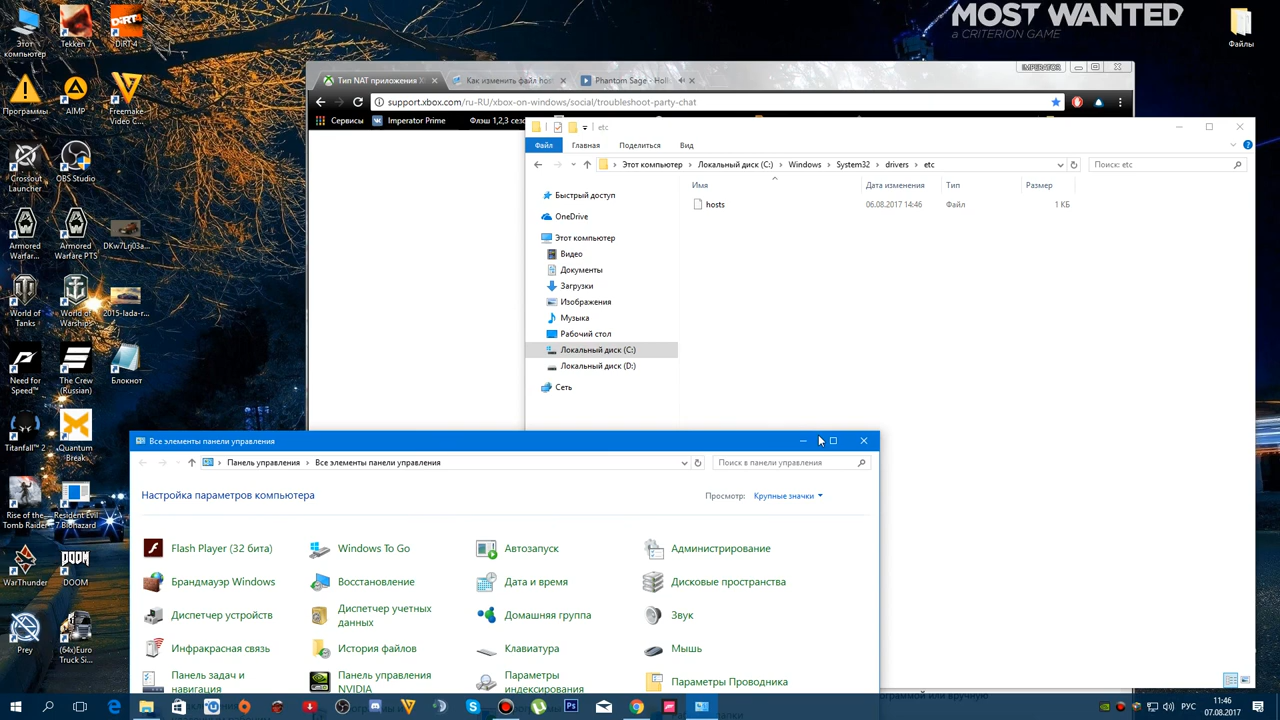 MOST WANTED
a CRITERION GAME
Этот компьютер
Tekken 7
DiRT 4
Файлы
Программы
AIMP
Freemake Video C...
Crossout Launcher
OBS Studio
Armored Warfar...
Armored Warfare PTS
DKw7Lrj03a...
World of Tanks
World of Warships
2015-lada-r...
Need for Speed™
The Crew (Russian)
Блокнот
Titanfall™ 2
Quantum Break
Rise of the Tomb Raider
Resident Evil 7 Biohazard
WarThunder
DOOM
Prey
(64x)Euro Truck Si...
IMPERATOR
Тип NAT приложения X
Как изменить файл hos
Phantom Sage - Holl
support.xbox.com/ru-RU/xbox-on-windows/social/troubleshoot-party-chat
Сервисы
Imperator Prime
Флэш 1,2,3 сезо
etc
Файл
Главная
Поделиться
Вид
Этот компьютер
Локальный диск (C:)
Windows
System32
drivers
etc
Поиск: etc
Имя
Дата изменения
Тип
Размер
hosts
06.08.2017 14:46
Файл
1 КБ
Быстрый доступ
OneDrive
Этот компьютер
Видео
Документы
Загрузки
Изображения
Музыка
Рабочий стол
Локальный диск (C:)
Локальный диск (D:)
Сеть
Все элементы панели управления
Панель управления
Все элементы панели управления
Поиск в панели управления
Настройка параметров компьютера
Просмотр:
Крупные значки
Flash Player (32 бита)
Windows To Go
Автозапуск
Администрирование
Брандмауэр Windows
Восстановление
Дата и время
Дисковые пространства
Диспетчер устройств
Диспетчер учетных данных
Домашняя группа
Звук
Инфракрасная связь
История файлов
Клавиатура
Мышь
Панель задач и навигация
Панель управления NVIDIA
Параметры индексирования
Параметры Проводника
РУС
11:46
07.08.2017